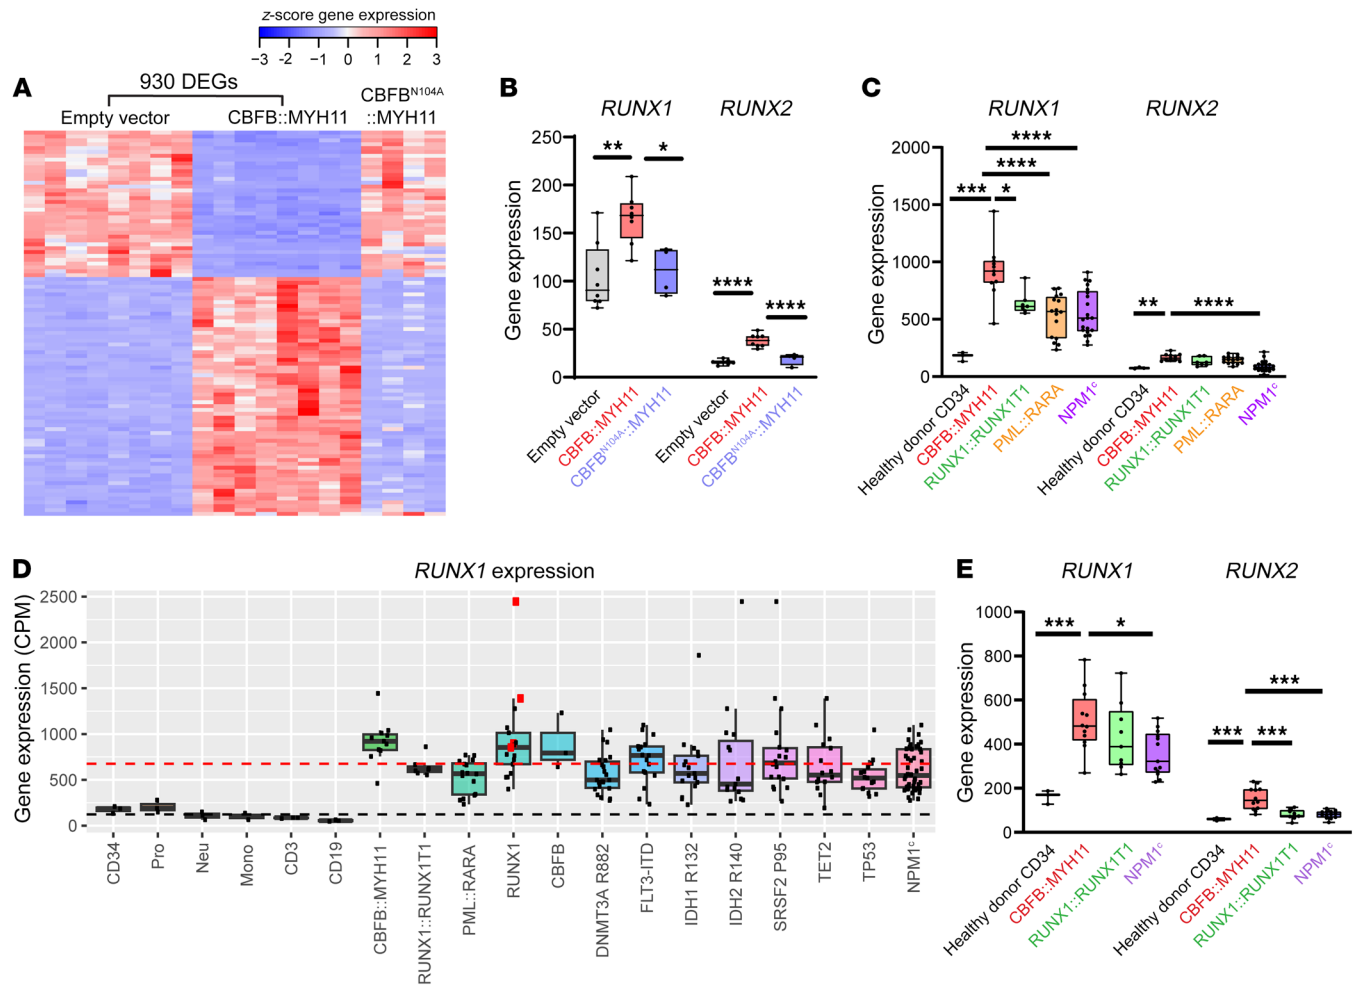 z-score gene expression
−3 -2 −1 0 1 2 3
A
930 DEGs
Empty vector
CBFB::MYH11
CBFBN104A
::MYH11
B
RUNX1
RUNX2
Gene expression
250
200
150
100
50
0
**
*
****
****
Empty vector
CBFB::MYH11
CBFBN104A::MYH11
Empty vector
CBFB::MYH11
CBFBN104A::MYH11
C
RUNX1
RUNX2
Gene expression
2000
1500
1000
500
0
****
****
*** *
**
****
Healthy donor CD34
CBFB::MYH11
RUNX1::RUNX1T1
PML::RARA
NPM1c
Healthy donor CD34
CBFB::MYH11
RUNX1::RUNX1T1
PML::RARA
NPM1c
D
RUNX1 expression
Gene expression (CPM)
2500
2000
1500
1000
500
0
CD34
Pro
Neu
Mono
CD3
CD19
CBFB::MYH11
RUNX1::RUNX1T1
PML::RARA
RUNX1
CBFB
DNMT3A R882
FLT3-ITD
IDH1 R132
IDH2 R140
SRSF2 P95
TET2
TP53
NPM1c
E
RUNX1
RUNX2
Gene expression
1000
800
600
400
200
0
***
*
***
***
***
Healthy donor CD34
CBFB::MYH11
RUNX1::RUNX1T1
NPM1c
Healthy donor CD34
CBFB::MYH11
RUNX1::RUNX1T1
NPM1c